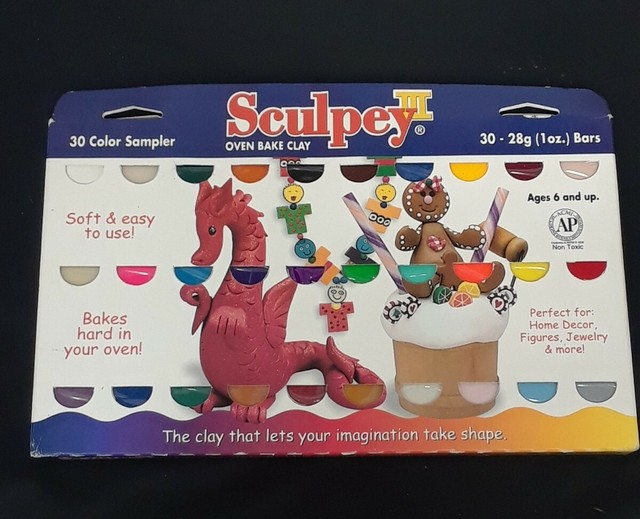 Sculpey III ®
30 Color Sampler
OVEN BAKE CLAY
30 - 28g (1oz.) Bars
Ages 6 and up.
ACMI
AP
Non Toxic
Soft & easy
to use!
Bakes
hard in
your oven!
Perfect for:
Home Decor,
Figures, Jewelry
& more!
The clay that lets your imagination take shape.